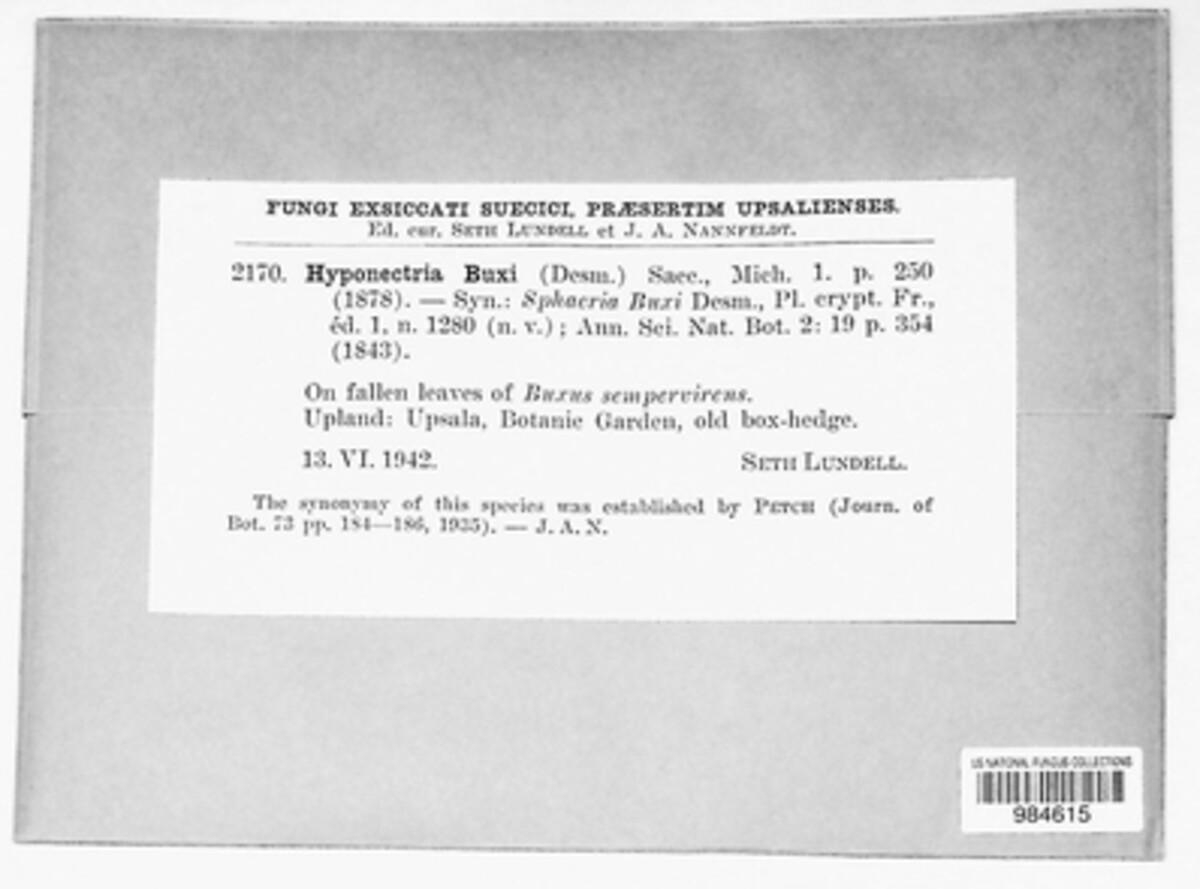 FUNGI EXSICCATI SUECICI, PRÆSERTIM UPSALIENSES.
Ed. cur. SETH LUNDELL et J. A. NANNFELDT.
2170. Hyponectria Buxi (Desm.) Sacc., Mich. 1. p. 250
(1878). — Syn.: Sphaeria Buxi Desm., Pl. crypt. Fr.,
éd. 1, n. 1280 (n. v.); Ann. Sci. Nat. Bot. 2: 19 p. 354
(1843).
On fallen leaves of Buxus sempervirens.
Upland: Upsala, Botanic Garden, old box-hedge.
13. VI. 1942. SETH LUNDELL.
The synonymy of this species was established by PETCH (Journ. of
Bot. 73 pp. 184—186, 1935). — J. A. N.
US NATIONAL FUNGUS COLLECTIONS
984615